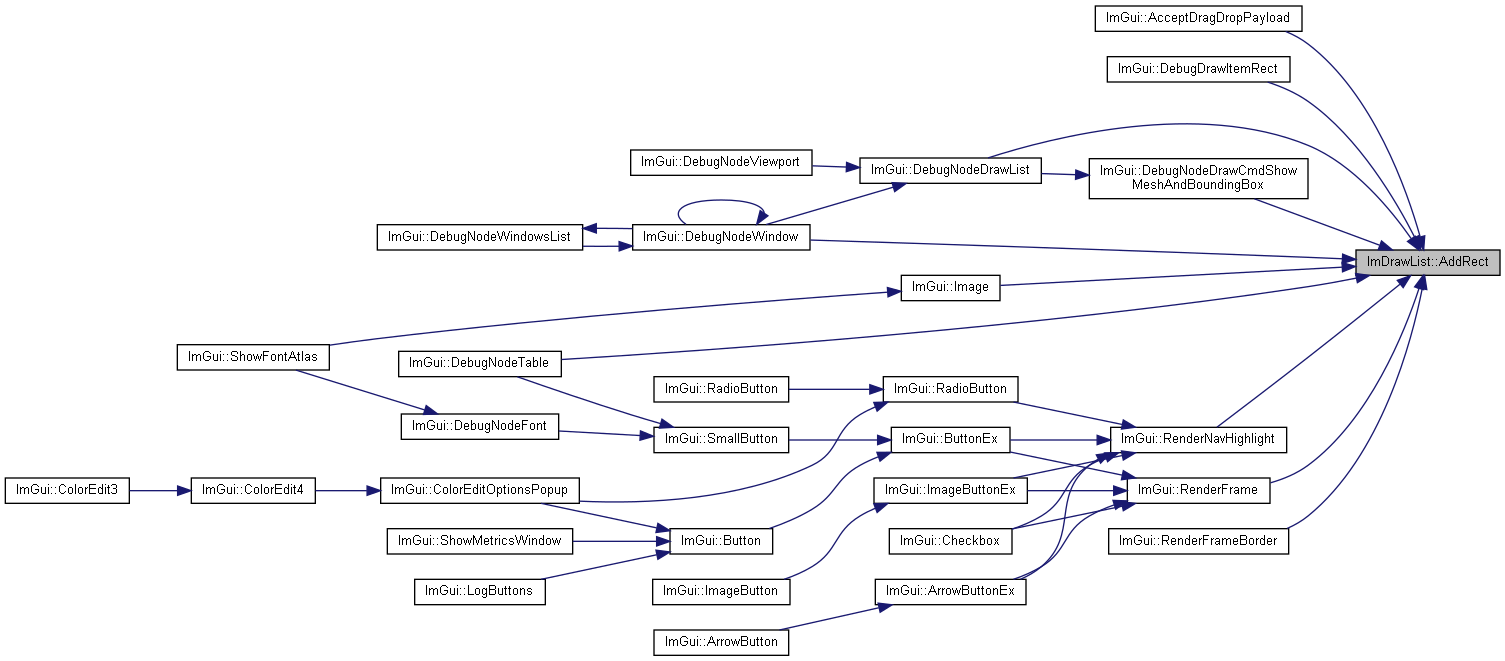 ImGui::AcceptDragDropPayload
ImGui::DebugDrawItemRect
ImGui::DebugNodeViewport
ImGui::DebugNodeDrawList
ImGui::DebugNodeDrawCmdShow
MeshAndBoundingBox
ImGui::DebugNodeWindowsList
ImGui::DebugNodeWindow
ImDrawList::AddRect
ImGui::Image
ImGui::ShowFontAtlas
ImGui::DebugNodeTable
ImGui::RadioButton
ImGui::RadioButton
ImGui::DebugNodeFont
ImGui::SmallButton
ImGui::ButtonEx
ImGui::RenderNavHighlight
ImGui::ColorEdit3
ImGui::ColorEdit4
ImGui::ColorEditOptionsPopup
ImGui::ImageButtonEx
ImGui::RenderFrame
ImGui::ShowMetricsWindow
ImGui::Button
ImGui::Checkbox
ImGui::RenderFrameBorder
ImGui::LogButtons
ImGui::ImageButton
ImGui::ArrowButtonEx
ImGui::ArrowButton